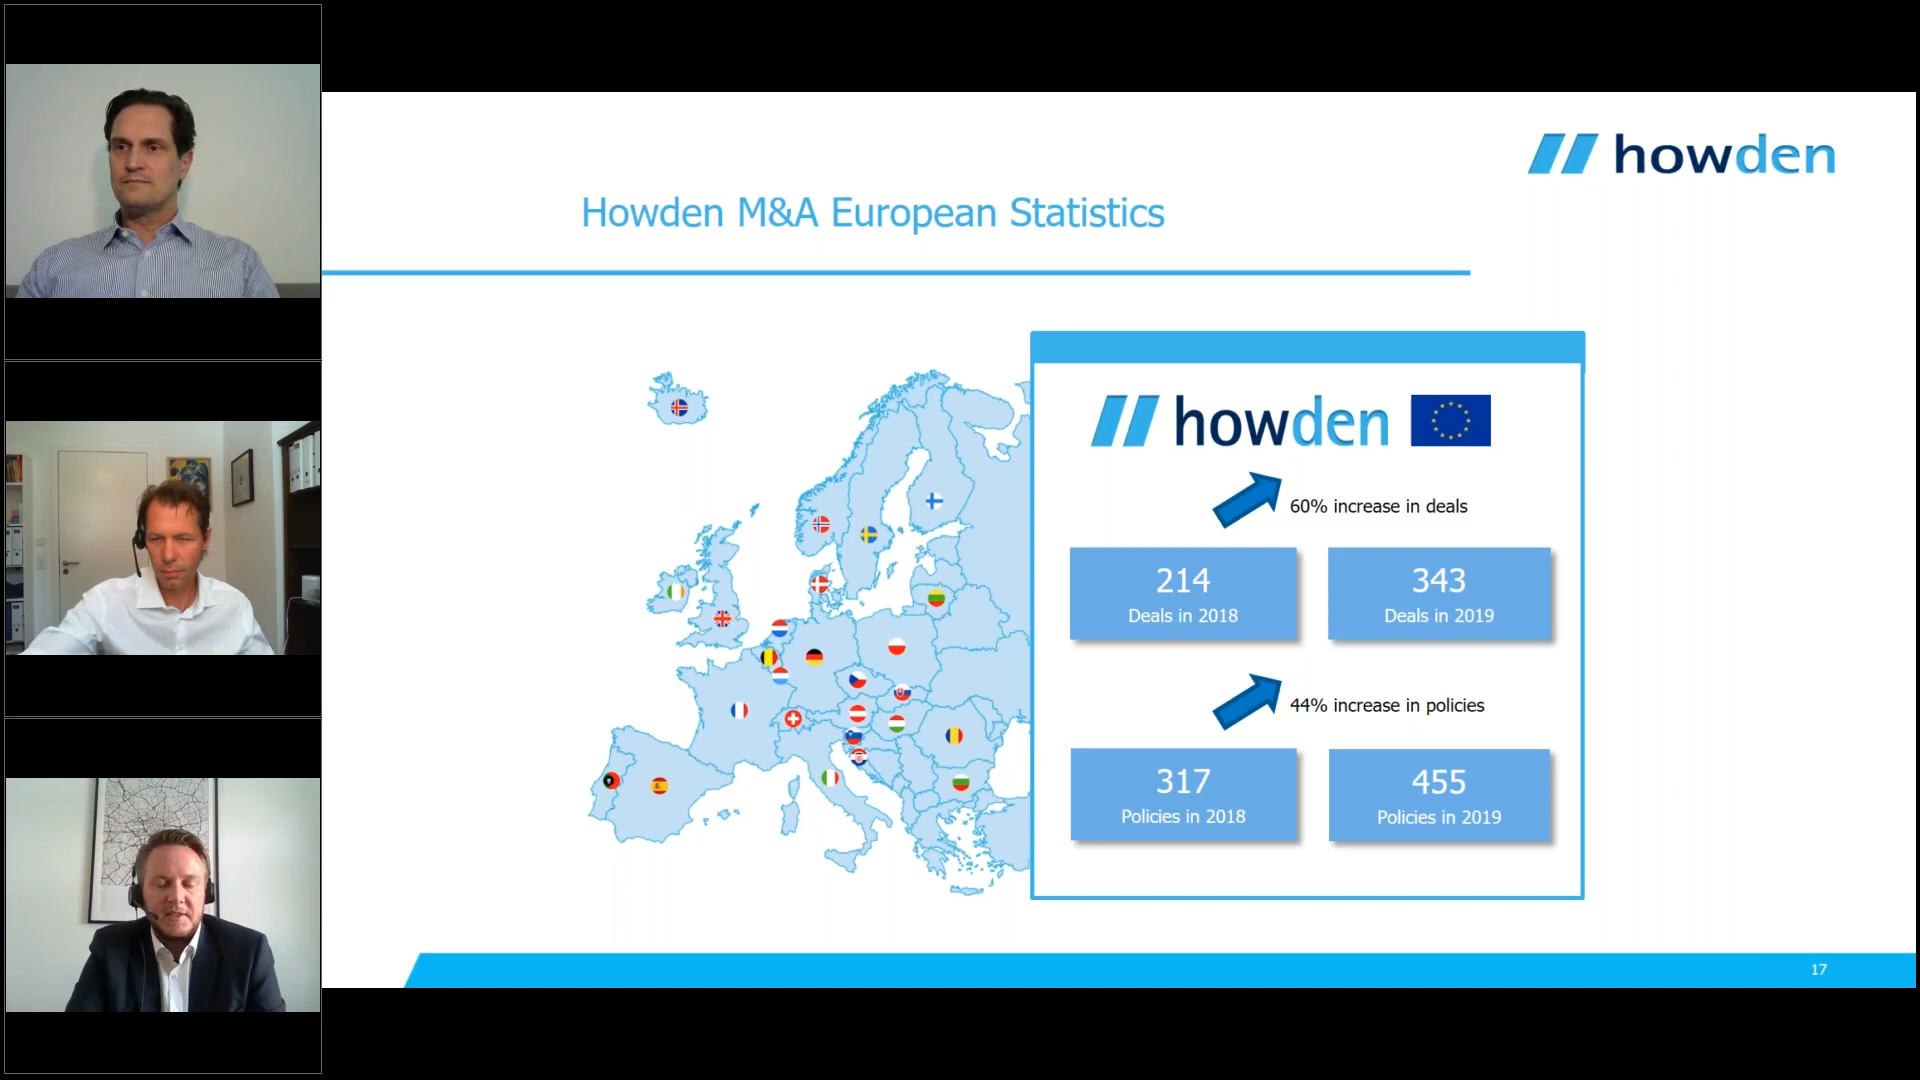 howden
Howden M&A European Statistics
howden
60% increase in deals
214
Deals in 2018
343
Deals in 2019
44% increase in policies
317
Policies in 2018
455
Policies in 2019
17